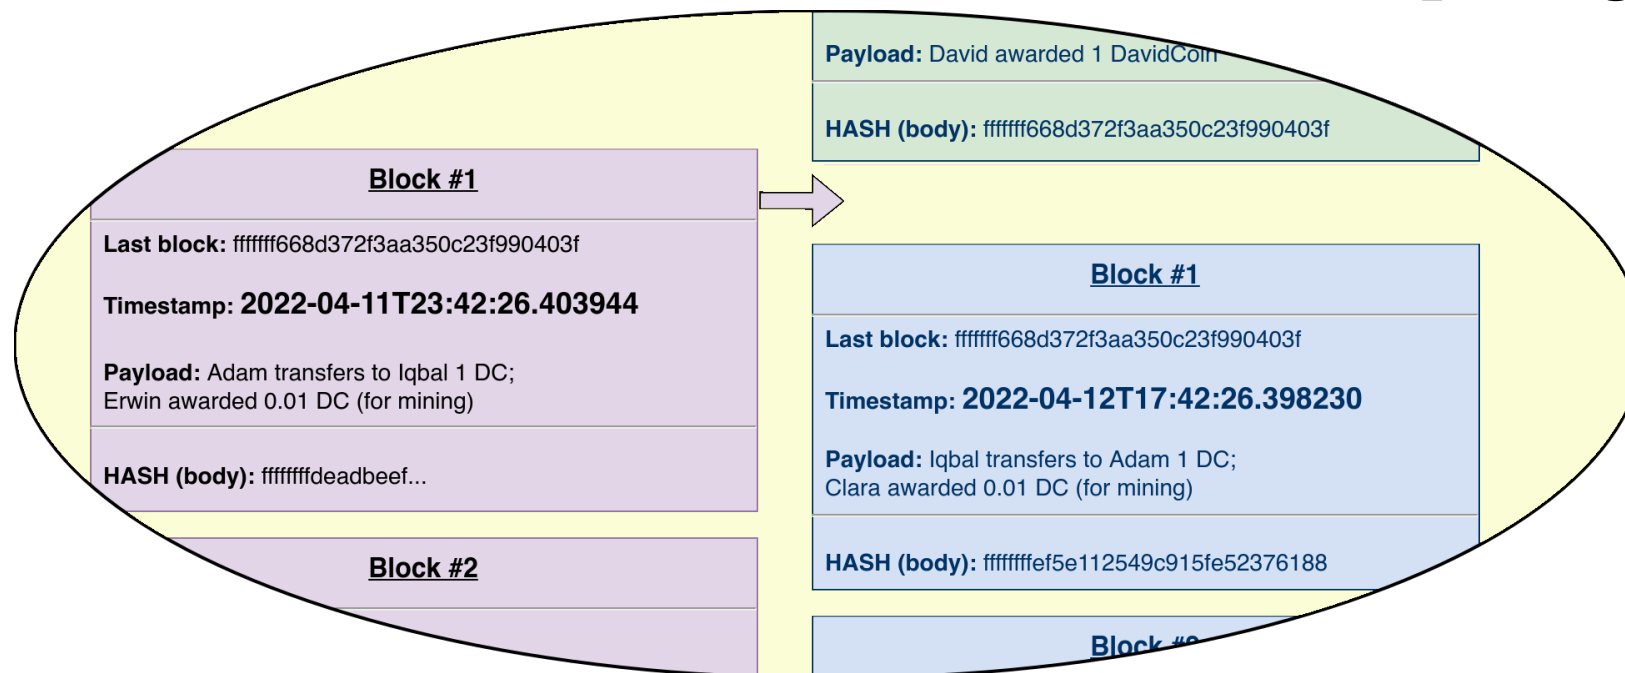 Payload: David awarded 1 DavidCoin
HASH (body): fffffff668d372f3aa350c23f990403f
Block #1
Last block: fffffff668d372f3aa350c23f990403f
Timestamp: 2022-04-11T23:42:26.403944
Payload: Adam transfers to Iqbal 1 DC;
Erwin awarded 0.01 DC (for mining)
HASH (body): ffffffffdeadbeef...
Block #2
Block #1
Last block: fffffff668d372f3aa350c23f990403f
Timestamp: 2022-04-12T17:42:26.398230
Payload: Iqbal transfers to Adam 1 DC;
Clara awarded 0.01 DC (for mining)
HASH (body): ffffffffef5e112549c915fe52376188
Block